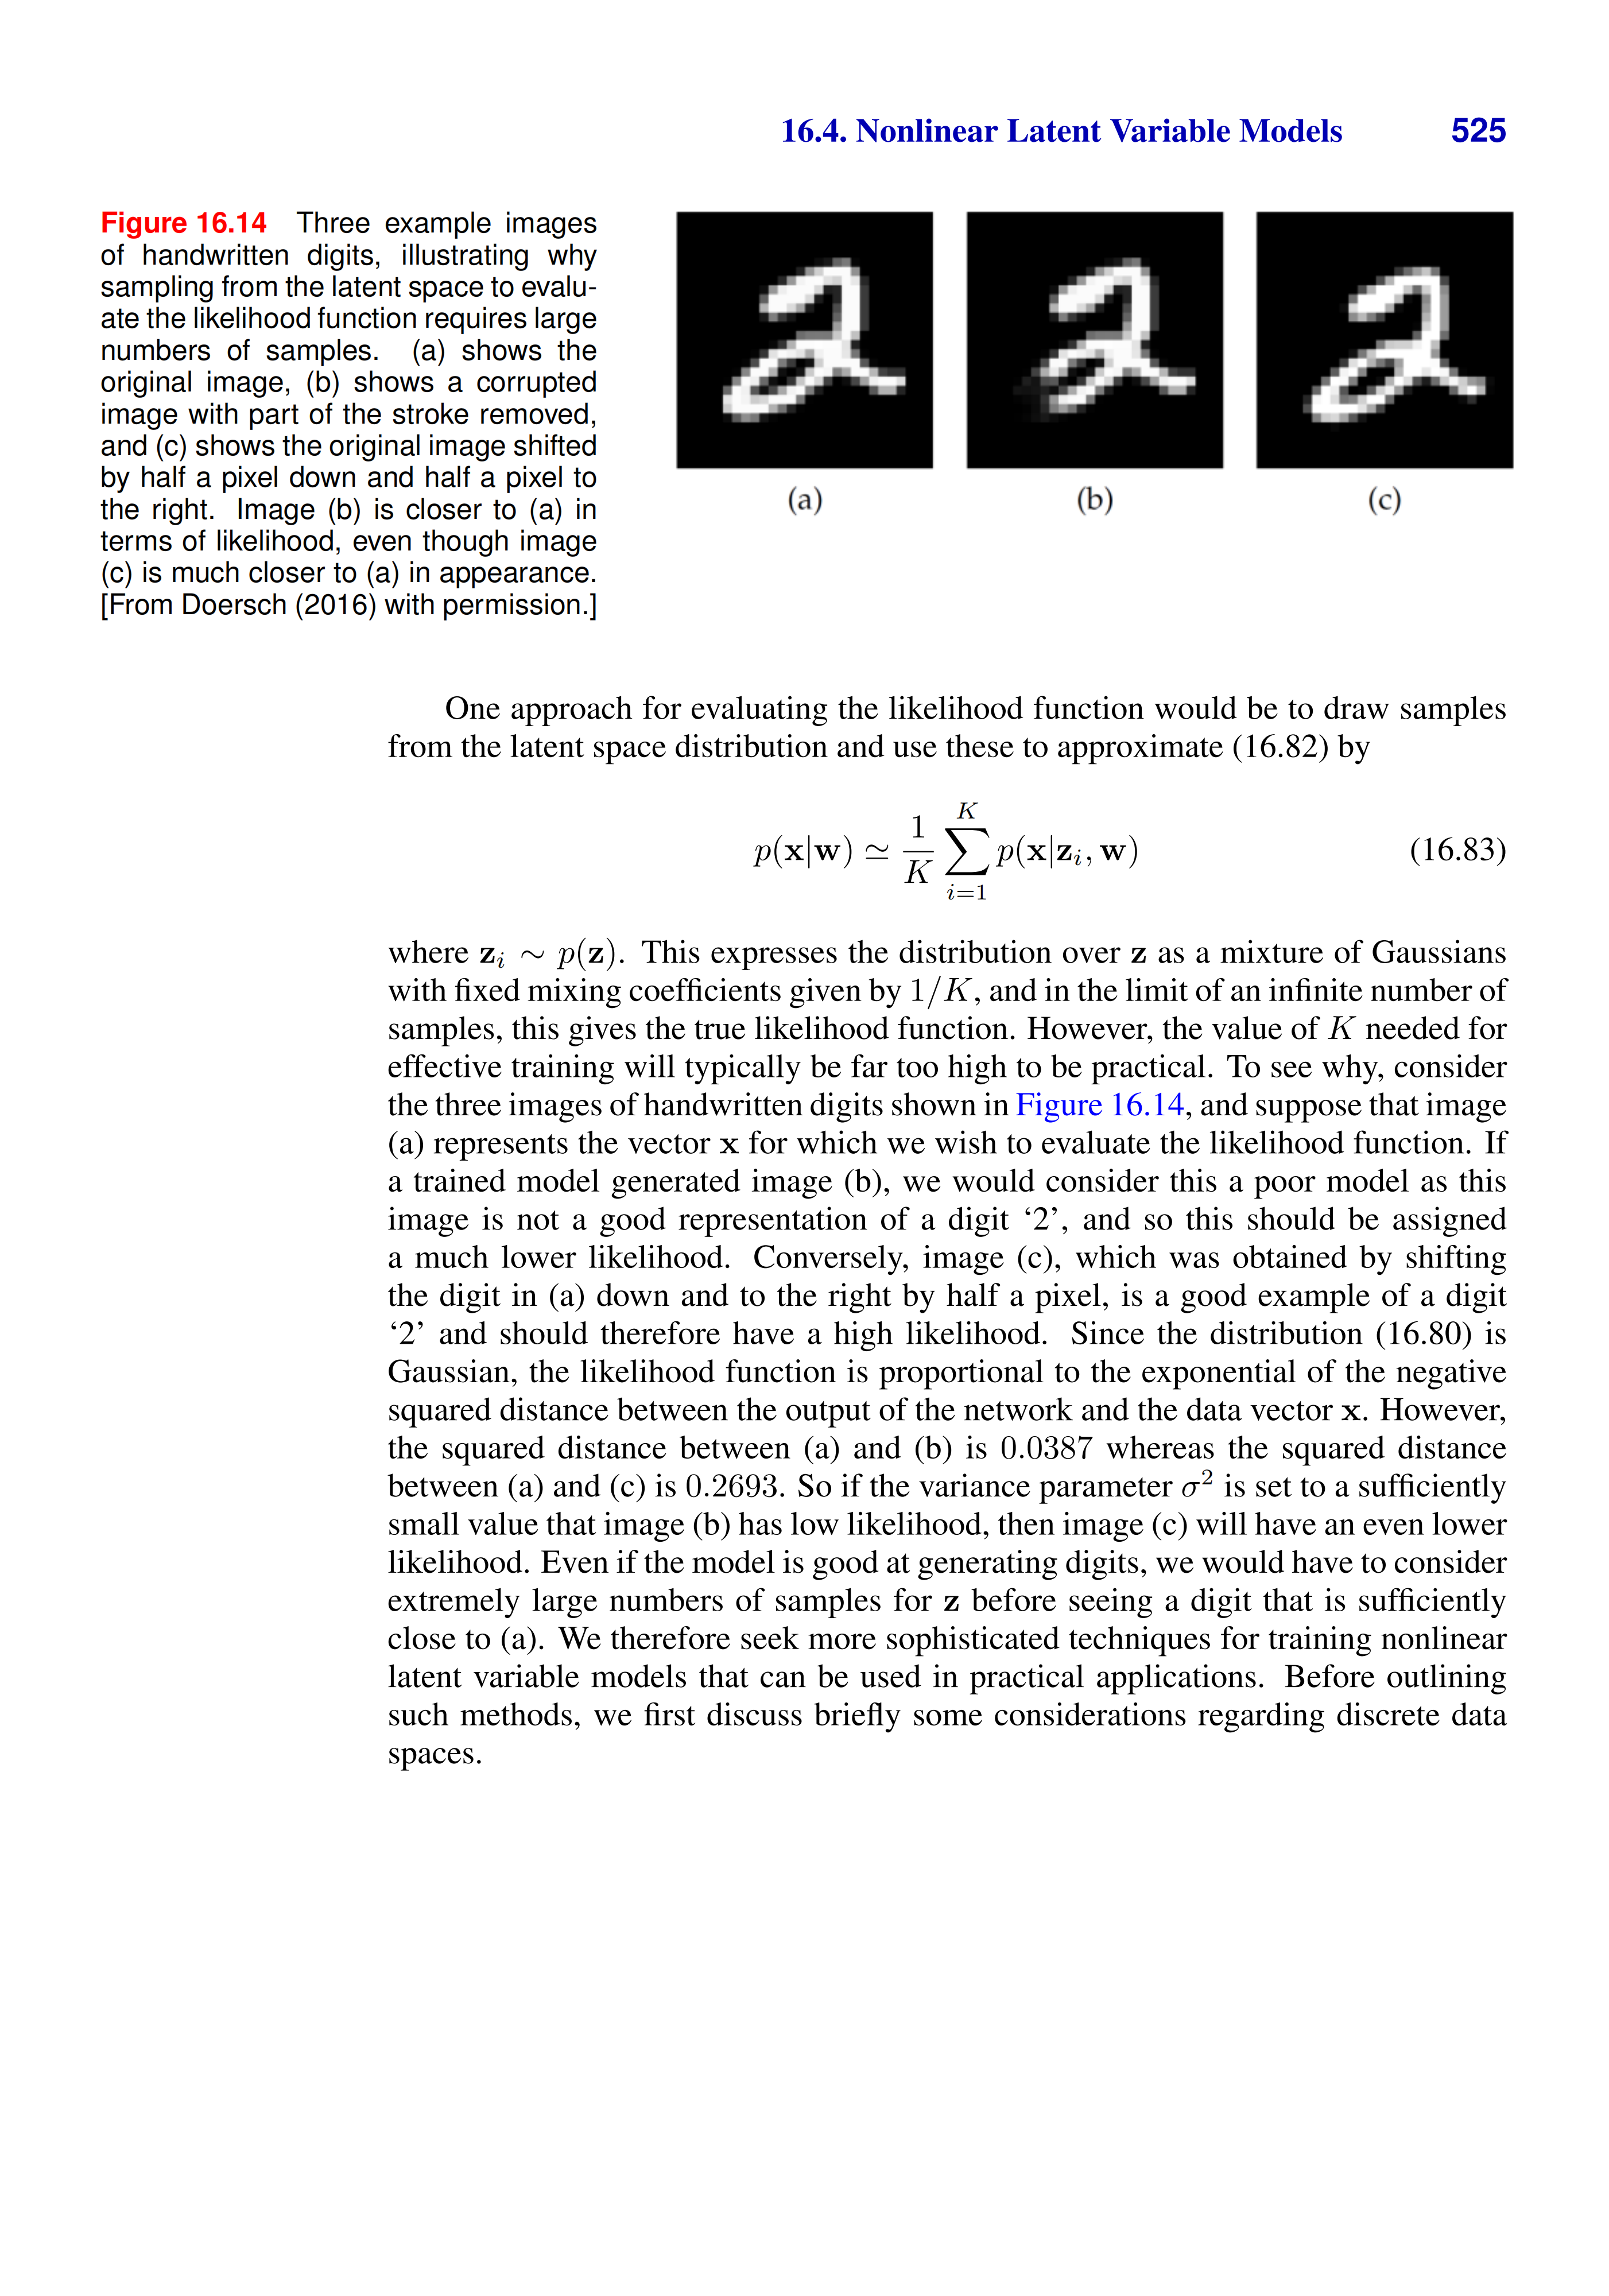 16.4. Nonlinear Latent Variable Models 525
Figure 16.14 Three example images
of handwritten digits, illustrating why
sampling from the latent space to evalu-
ate the likelihood function requires large
numbers of samples. (a) shows the
original image, (b) shows a corrupted
image with part of the stroke removed,
and (c) shows the original image shifted
by half a pixel down and half a pixel to
the right. Image (b) is closer to (a) in
terms of likelihood, even though image
(c) is much closer to (a) in appearance.
[From Doersch (2016) with permission.]
2 2 2
(a) (b) (c)
One approach for evaluating the likelihood function would be to draw samples
from the latent space distribution and use these to approximate (16.82) by
p(x|w) ≃ \frac{1}{K} \sum_{i=1}^{K} p(x|z_i, w) (16.83)
where z_i ∼ p(z). This expresses the distribution over z as a mixture of Gaussians
with fixed mixing coefficients given by 1/K, and in the limit of an infinite number of
samples, this gives the true likelihood function. However, the value of K needed for
effective training will typically be far too high to be practical. To see why, consider
the three images of handwritten digits shown in Figure 16.14, and suppose that image
(a) represents the vector x for which we wish to evaluate the likelihood function. If
a trained model generated image (b), we would consider this a poor model as this
image is not a good representation of a digit ‘2’, and so this should be assigned
a much lower likelihood. Conversely, image (c), which was obtained by shifting
the digit in (a) down and to the right by half a pixel, is a good example of a digit
‘2’ and should therefore have a high likelihood. Since the distribution (16.80) is
Gaussian, the likelihood function is proportional to the exponential of the negative
squared distance between the output of the network and the data vector x. However,
the squared distance between (a) and (b) is 0.0387 whereas the squared distance
between (a) and (c) is 0.2693. So if the variance parameter σ² is set to a sufficiently
small value that image (b) has low likelihood, then image (c) will have an even lower
likelihood. Even if the model is good at generating digits, we would have to consider
extremely large numbers of samples for z before seeing a digit that is sufficiently
close to (a). We therefore seek more sophisticated techniques for training nonlinear
latent variable models that can be used in practical applications. Before outlining
such methods, we first discuss briefly some considerations regarding discrete data
spaces.